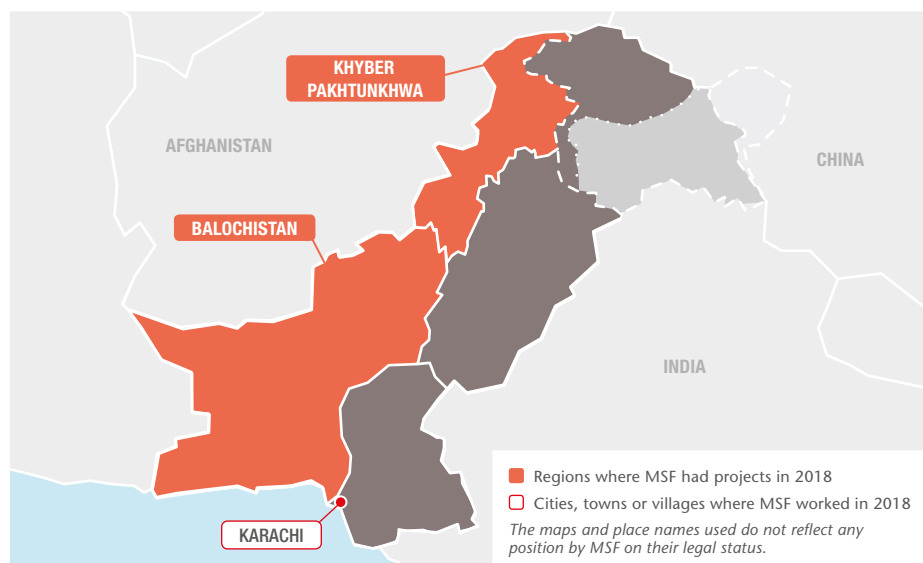 KHYBER
PAKHTUNKHWA
AFGHANISTAN
CHINA
BALOCHISTAN
INDIA
KARACHI
Regions where MSF had projects in 2018
Cities, towns or villages where MSF worked in 2018
The maps and place names used do not reflect any
position by MSF on their legal status.